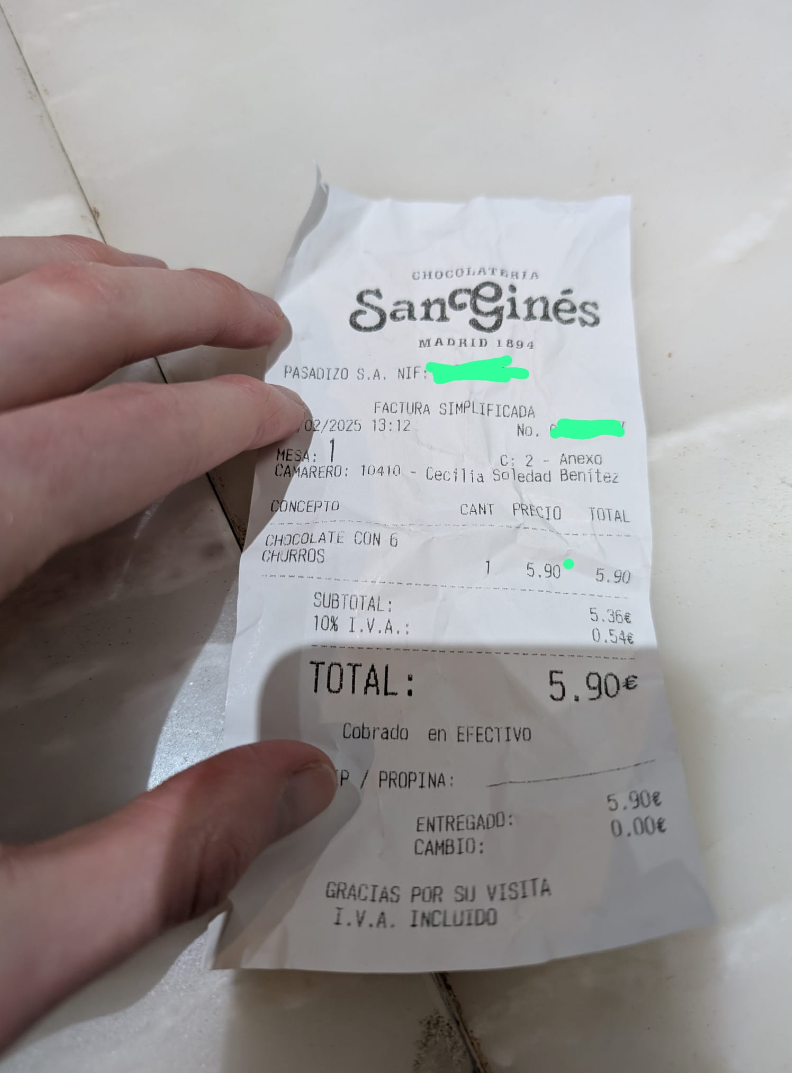 CHOCOLATERÍA
San Ginés
MADRID 1894
PASADIZO S.A. NIF:
FACTURA SIMPLIFICADA
/02/2025 13:12 No.
MESA: 1 C: 2 - Anexo
CAMARERO: 10410 - Cecilia Soledad Benítez
CONCEPTO CANT PRECIO TOTAL
CHOCOLATE CON 6
CHURROS 1 5.90 5.90
SUBTOTAL: 5.36€
10% I.V.A.: 0.54€
TOTAL: 5.90€
Cobrado en EFECTIVO
/ PROPINA:
ENTREGADO: 5.90€
CAMBIO: 0.00€
GRACIAS POR SU VISITA
I.V.A. INCLUIDO